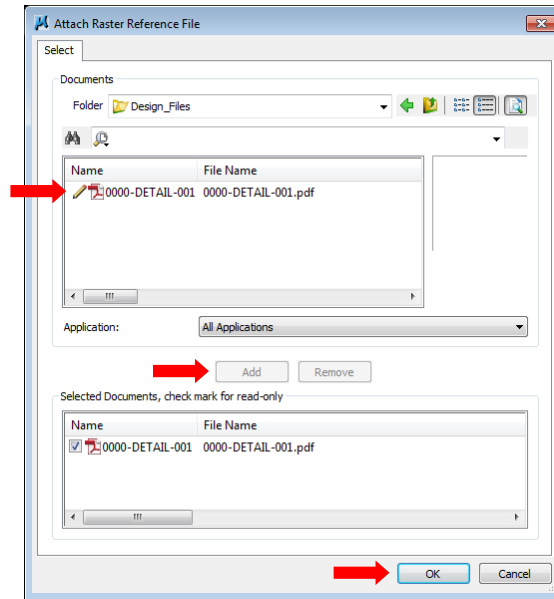 Attach Raster Reference File
Select
Documents
Folder Design_Files
Name File Name
0000-DETAIL-001 0000-DETAIL-001.pdf
Application: All Applications
Add Remove
Selected Documents, check mark for read-only
Name File Name
0000-DETAIL-001 0000-DETAIL-001.pdf
OK Cancel